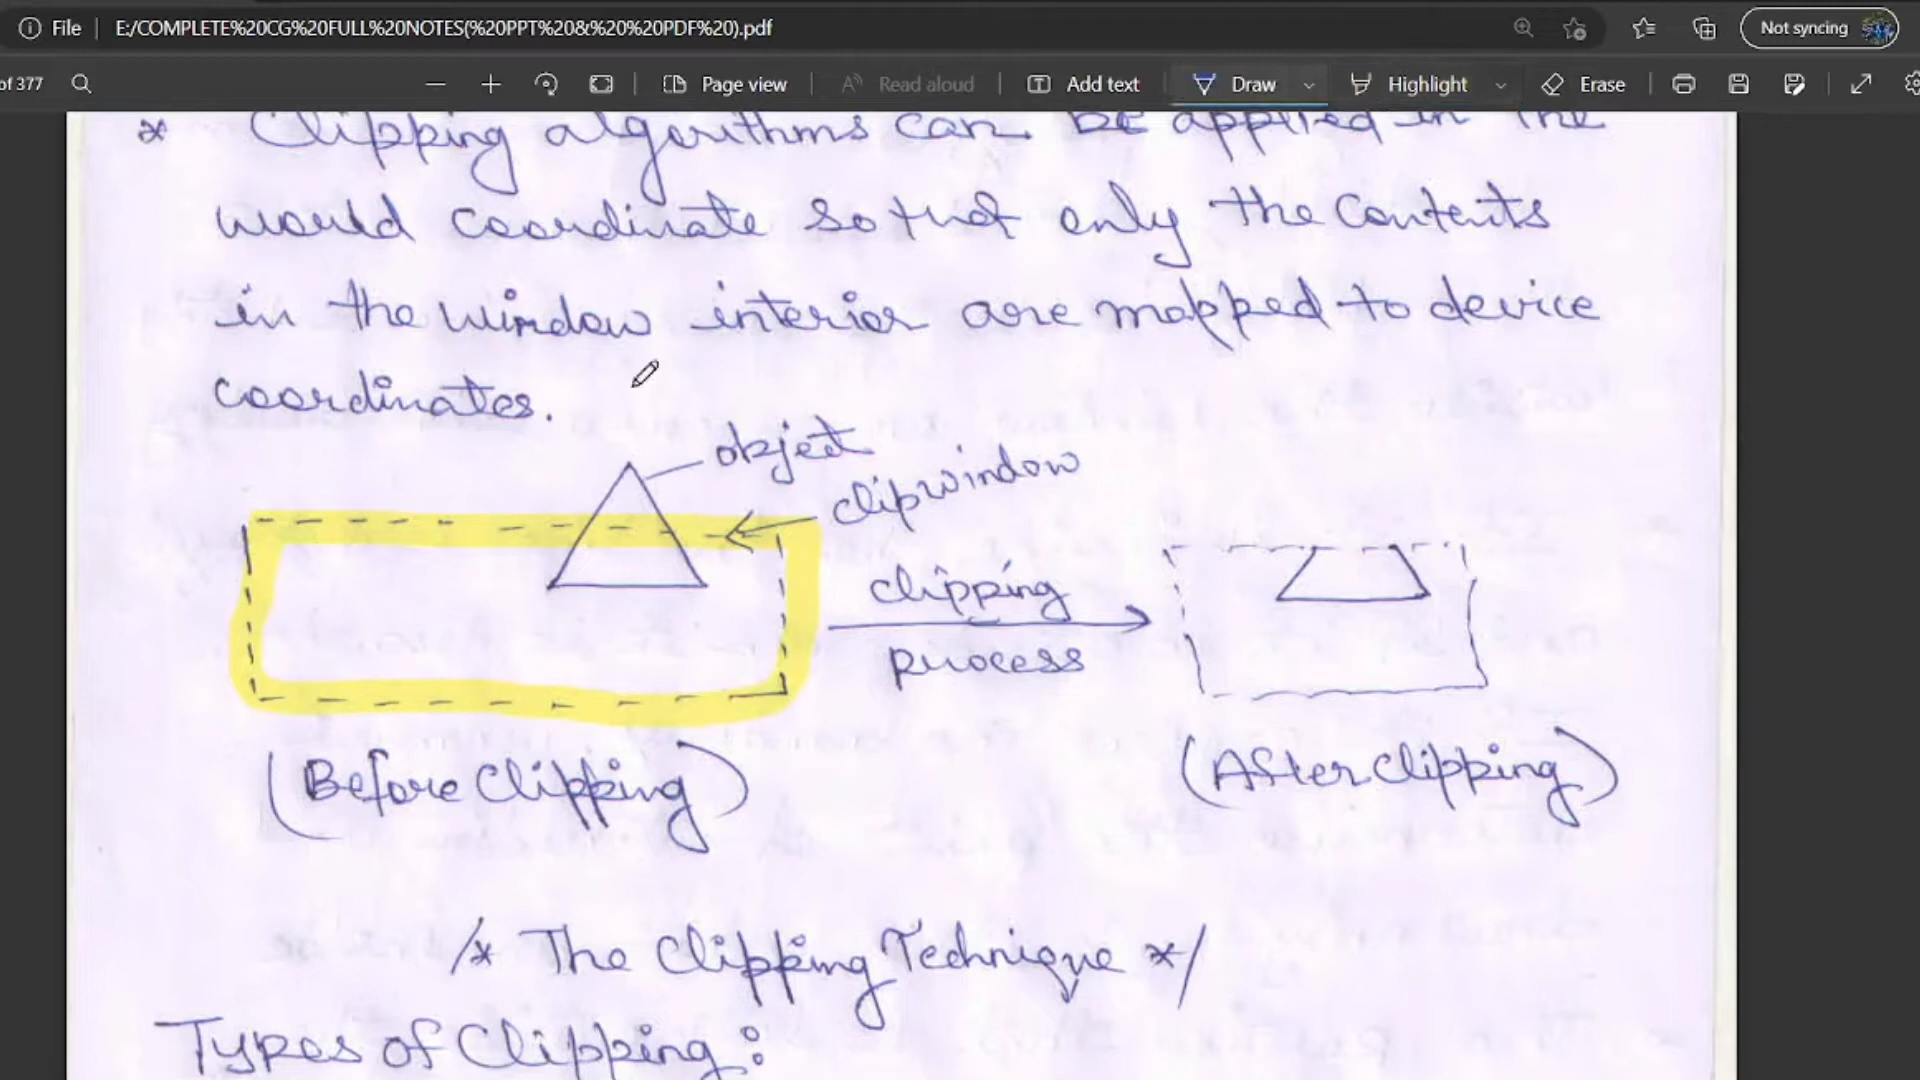 File E:/COMPLETE%20CG%20FULL%20NOTES(%20PPT%20&%20%20PDF%20).pdf Not syncing
of 377 Page view Read aloud Add text Draw Highlight Erase
* Clipping algorithms can be applied in the
world coordinate so that only the contents
in the window interior are mapped to device
coordinates.
object
clip window
clipping
process
(Before Clipping) (After clipping)
/* The Clipping Technique */
Types of Clipping: